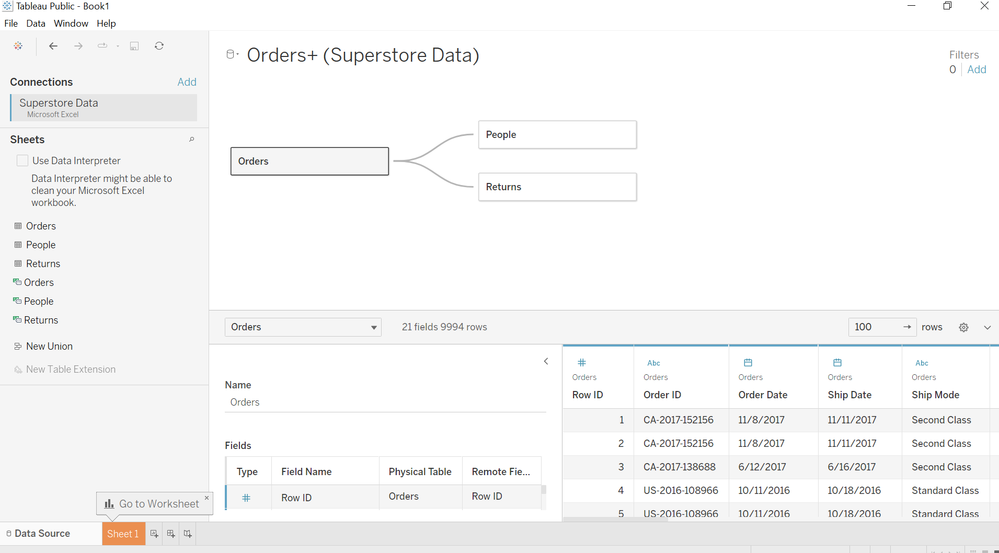 Tableau Public - Book1
File Data Window Help
Connections Add
Superstore Data
Microsoft Excel
Sheets
Use Data Interpreter
Data Interpreter might be able to
clean your Microsoft Excel
workbook.
Orders
People
Returns
Orders
People
Returns
New Union
New Table Extension
Orders+ (Superstore Data)
Filters
0 Add
Orders
People
Returns
Orders 21 fields 9994 rows 100 → rows
Name
Orders
Fields
Type Field Name Physical Table Remote Fie...
# Row ID Orders Row ID
# Abc Abc
Orders Orders Orders Orders Orders
Row ID Order ID Order Date Ship Date Ship Mode
1 CA-2017-152156 11/8/2017 11/11/2017 Second Class
2 CA-2017-152156 11/8/2017 11/11/2017 Second Class
3 CA-2017-138688 6/12/2017 6/16/2017 Second Class
4 US-2016-108966 10/11/2016 10/18/2016 Standard Class
5 US-2016-108966 10/11/2016 10/18/2016 Standard Class
Go to Worksheet
Data Source Sheet 1